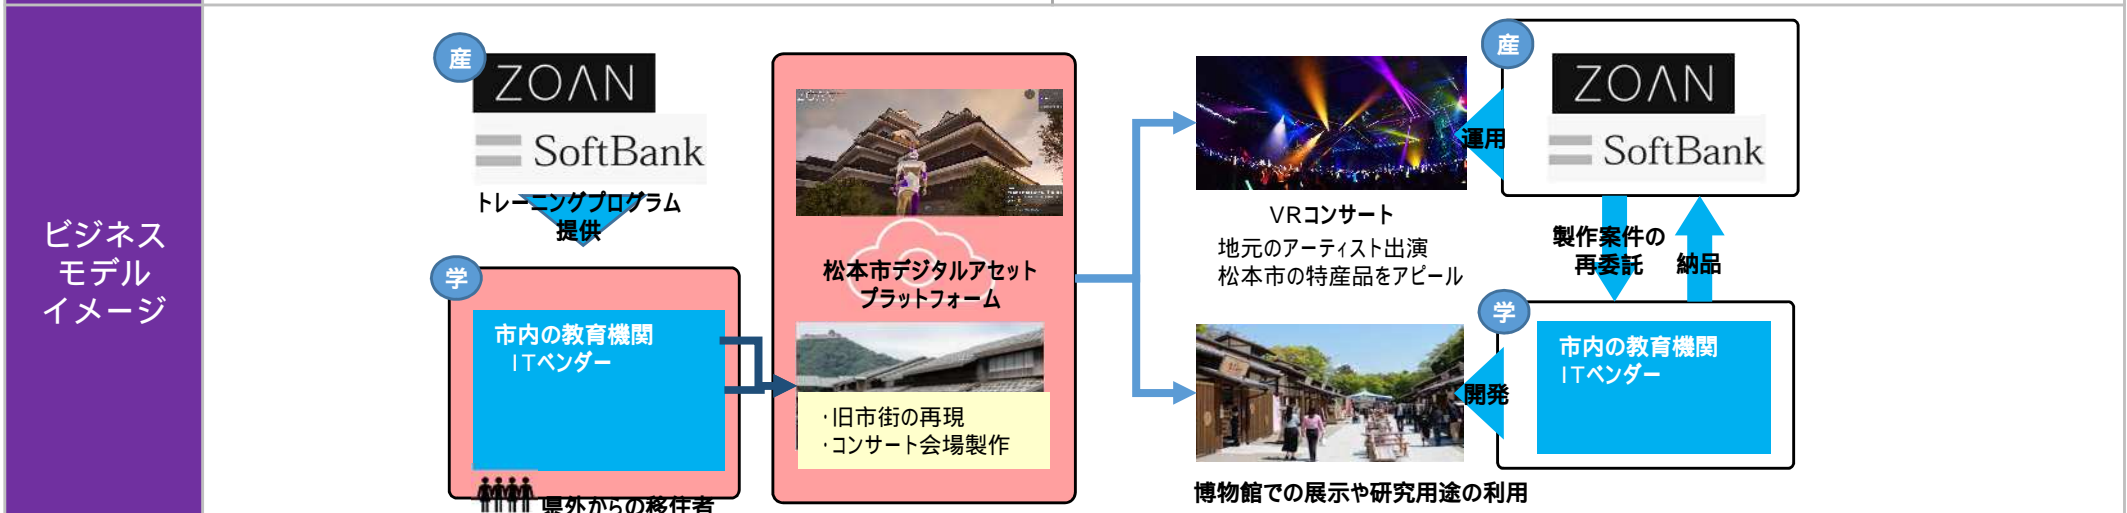 ビジネス
モデル
イメージ
産
ZOAN
SoftBank
トレーニングプログラム
提供
学
市内の教育機関
ITベンダー
県外からの移住者
松本市デジタルアセット
プラットフォーム
・旧市街の再現
・コンサート会場製作
VRコンサート
地元のアーティスト出演
松本市の特産品をアピール
博物館での展示や研究用途の利用
運用
産
ZOAN
SoftBank
製作案件の
再委託
納品
学
市内の教育機関
ITベンダー
開発